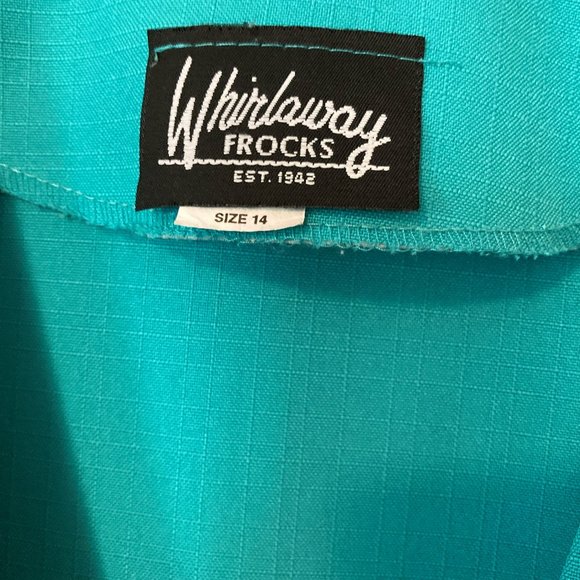 Whirlaway
FROCKS
EST. 1942
SIZE 14